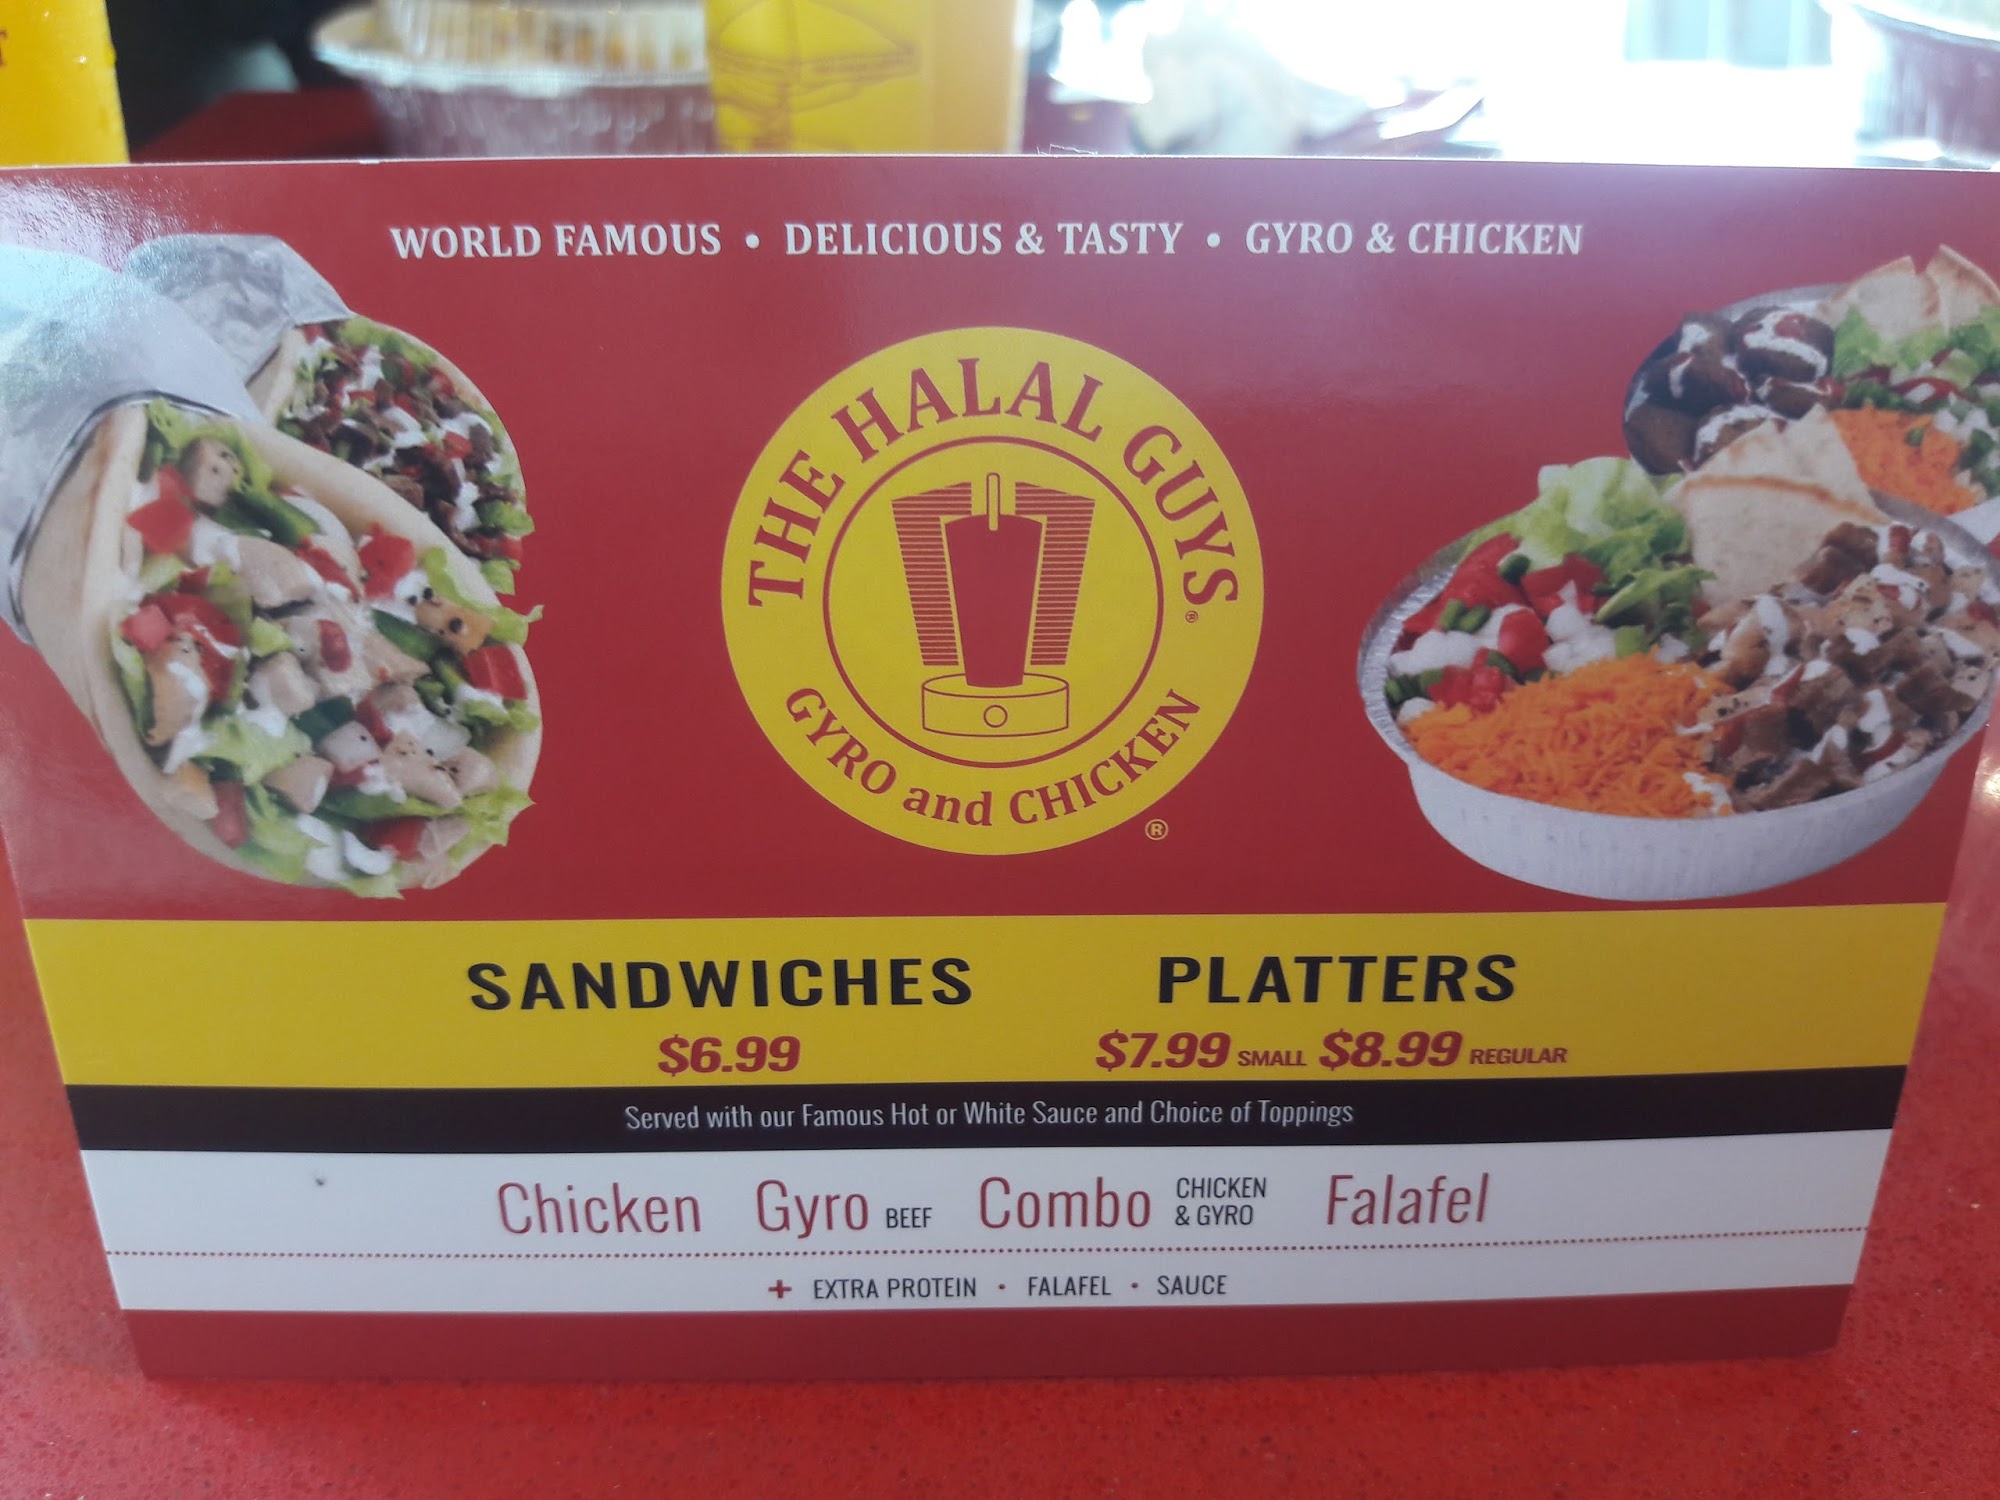 WORLD FAMOUS • DELICIOUS & TASTY • GYRO & CHICKEN
THE HALAL GUYS®
GYRO and CHICKEN
®
SANDWICHES
$6.99
PLATTERS
$7.99 SMALL $8.99 REGULAR
Served with our Famous Hot or White Sauce and Choice of Toppings
Chicken Gyro BEEF Combo CHICKEN & GYRO Falafel
+ EXTRA PROTEIN • FALAFEL • SAUCE